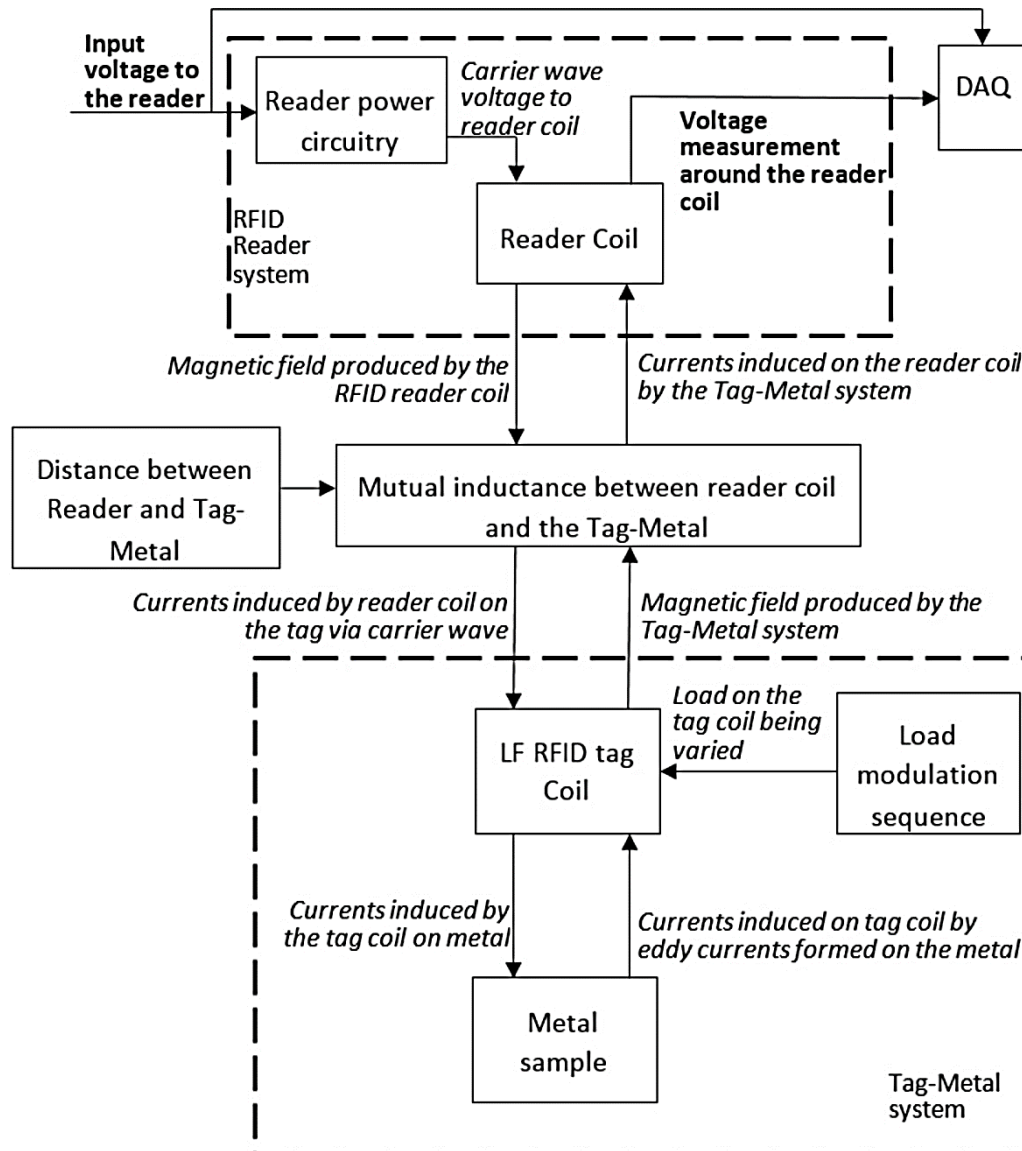 Input
voltage to
the reader
Reader power
circuitry
Carrier wave
voltage to
reader coil
DAQ
Voltage
measurement
around the reader
coil
RFID
Reader
system
Reader Coil
Magnetic field produced by the
RFID reader coil
Currents induced on the reader coil
by the Tag-Metal system
Distance between
Reader and Tag-
Metal
Mutual inductance between reader coil
and the Tag-Metal
Currents induced by reader coil on
the tag via carrier wave
Magnetic field produced by the
Tag-Metal system
Load on the
tag coil being
varied
LF RFID tag
Coil
Load
modulation
sequence
Currents induced by
the tag coil on metal
Currents induced on tag coil by
eddy currents formed on the metal
Metal
sample
Tag-Metal
system